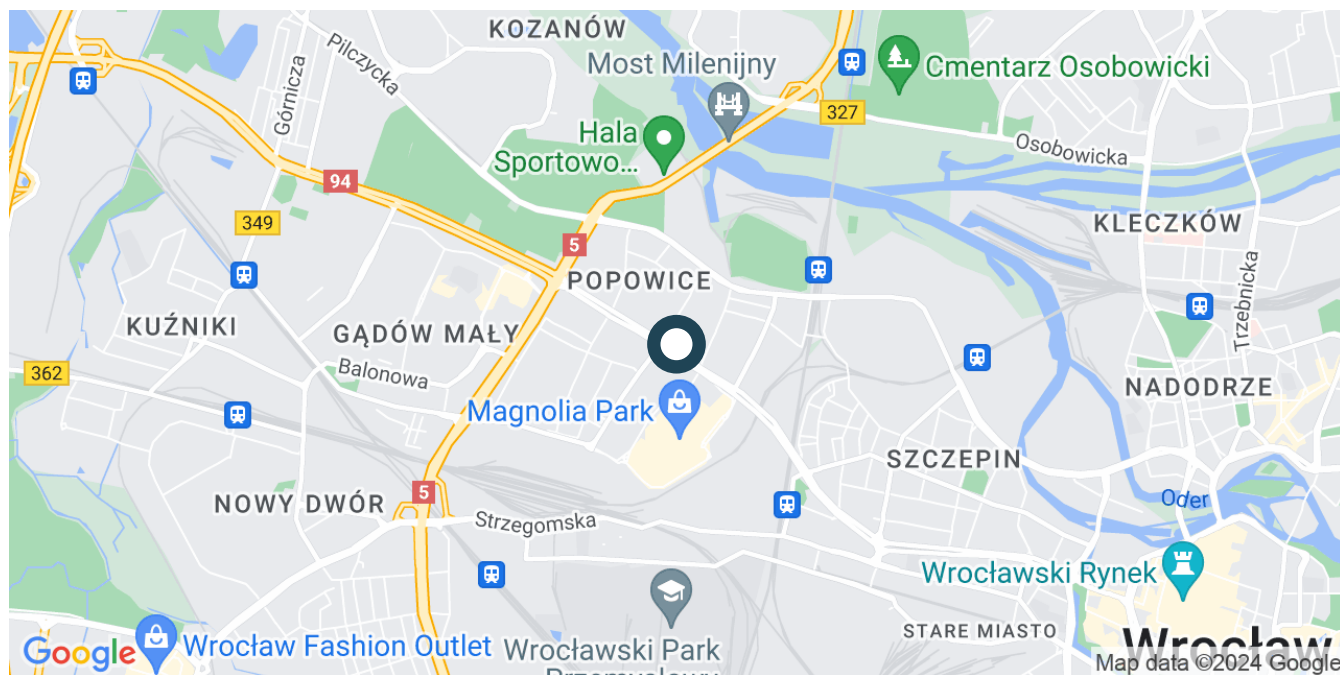 KOZANÓW
Pilczycka
Górnicza
Most Milenijny
Cmentarz Osobowicki
327
Hala
Sportowo...
Osobowicka
94
349
KLECZKÓW
5
POPOWICE
Trzebnicka
KUŹNIKI
GĄDÓW MAŁY
362
Balonowa
NADODRZE
Magnolia Park
SZCZEPIN
5
NOWY DWÓR
Strzegomska
Oder
Wrocławski Rynek
STARE MIASTO
Google
Wrocław Fashion Outlet
Wrocławski Park
Przemysłowy
Wrocław
Map data ©2024 Google